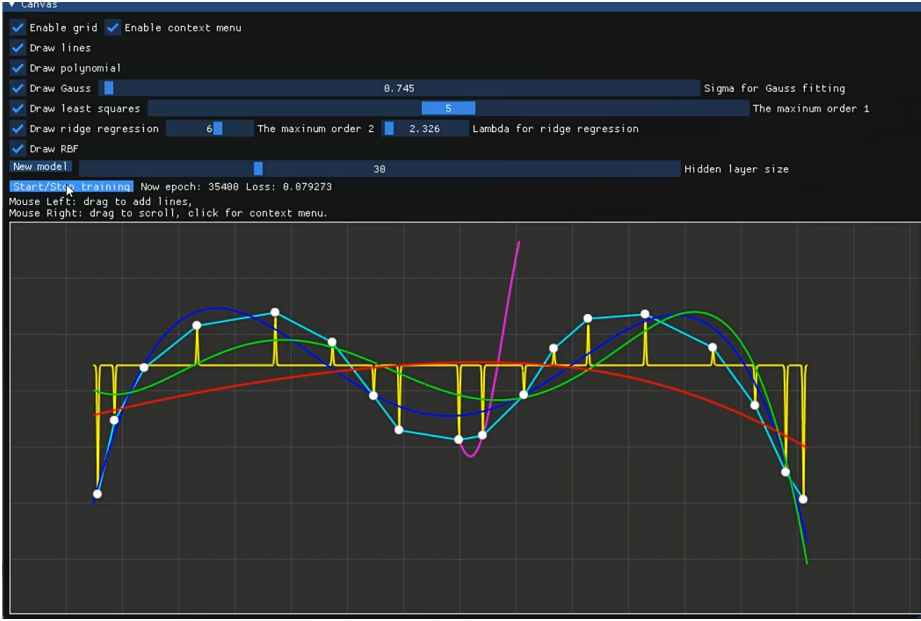 Canvas
Enable grid Enable context menu
Draw lines
Draw polynomial
Draw Gauss 0.745 Sigma for Gauss fitting
Draw least squares 5 The maxinum order 1
Draw ridge regression 6 The maxinum order 2 2.326 Lambda for ridge regression
Draw RBF
New model 30 Hidden layer size
Start/Stop training Now epoch: 35400 Loss: 0.079273
Mouse Left: drag to add lines,
Mouse Right: drag to scroll, click for context menu.